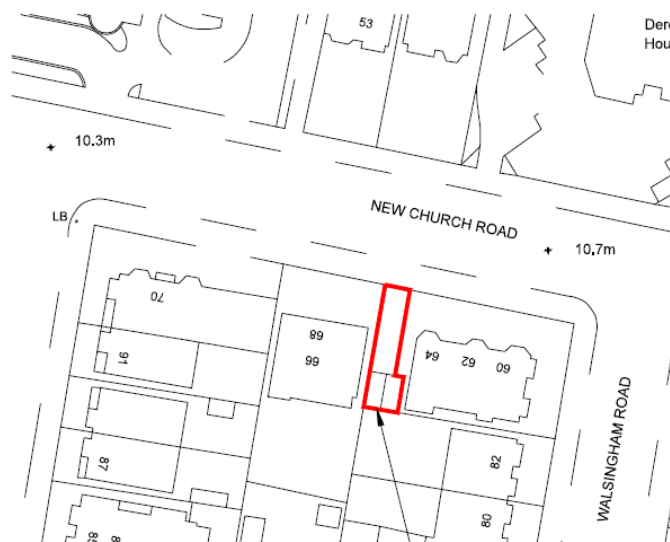 53
Dere
Hou
10.3m
LB
NEW CHURCH ROAD
10.7m
70
68
66
64
62
60
91
WALSINGHAM ROAD
87
82
80